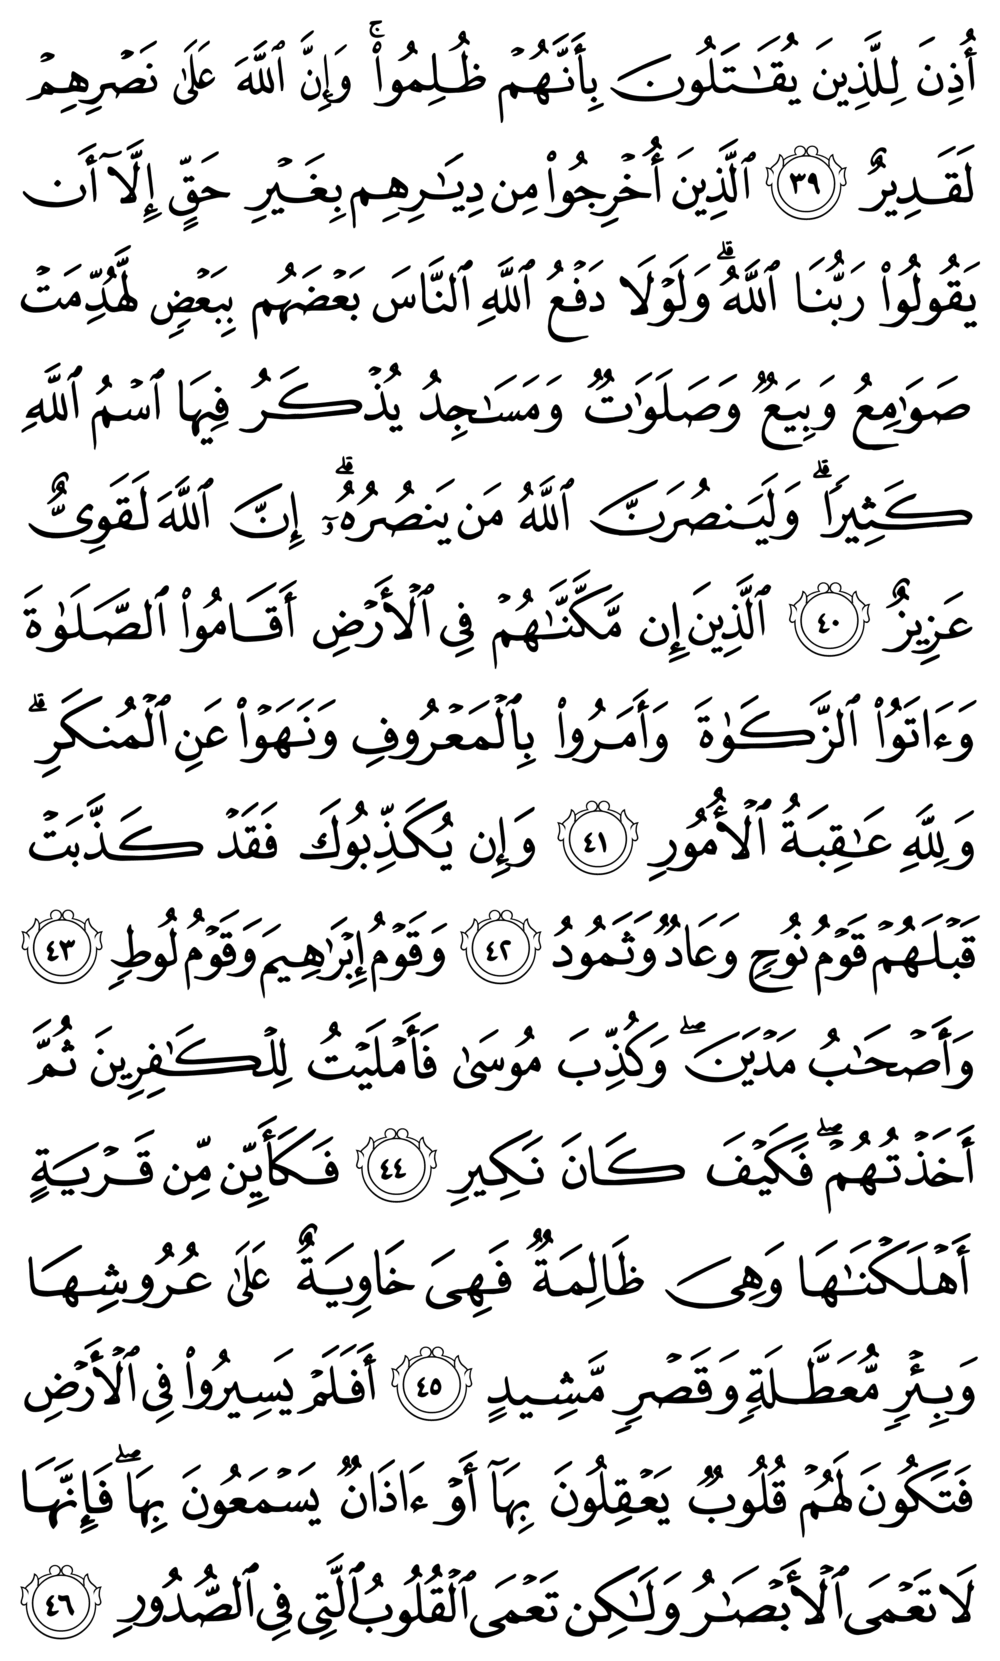 أُذِنَ لِلَّذِينَ يُقَٰتَلُونَ بِأَنَّهُمۡ ظُلِمُواْۚ وَإِنَّ ٱللَّهَ عَلَىٰ نَصۡرِهِمۡ
لَقَدِيرٌ ٣٩ ٱلَّذِينَ أُخۡرِجُواْ مِن دِيَٰرِهِم بِغَيۡرِ حَقٍّ إِلَّآ أَن
يَقُولُواْ رَبُّنَا ٱللَّهُۗ وَلَوۡلَا دَفۡعُ ٱللَّهِ ٱلنَّاسَ بَعۡضَهُم بِبَعۡضٖ لَّهُدِّمَتۡ
صَوَٰمِعُ وَبِيَعٞ وَصَلَوَٰتٞ وَمَسَٰجِدُ يُذۡكَرُ فِيهَا ٱسۡمُ ٱللَّهِ
كَثِيرٗاۗ وَلَيَنصُرَنَّ ٱللَّهُ مَن يَنصُرُهُۥٓۗ إِنَّ ٱللَّهَ لَقَوِيٌّ
عَزِيزٌ ٤٠ ٱلَّذِينَ إِن مَّكَّنَّٰهُمۡ فِي ٱلۡأَرۡضِ أَقَامُواْ ٱلصَّلَوٰةَ
وَءَاتَوُاْ ٱلزَّكَوٰةَ وَأَمَرُواْ بِٱلۡمَعۡرُوفِ وَنَهَوۡاْ عَنِ ٱلۡمُنكَرِۗ
وَلِلَّهِ عَٰقِبَةُ ٱلۡأُمُورِ ٤١ وَإِن يُكَذِّبُوكَ فَقَدۡ كَذَّبَتۡ
قَبۡلَهُمۡ قَوۡمُ نُوحٖ وَعَادٞ وَثَمُودُ ٤٢ وَقَوۡمُ إِبۡرَٰهِيمَ وَقَوۡمُ لُوطٖ ٤٣
وَأَصۡحَٰبُ مَدۡيَنَۖ وَكُذِّبَ مُوسَىٰ فَأَمۡلَيۡتُ لِلۡكَٰفِرِينَ ثُمَّ
أَخَذۡتُهُمۡۖ فَكَيۡفَ كَانَ نَكِيرِ ٤٤ فَكَأَيِّن مِّن قَرۡيَةٍ
أَهۡلَكۡنَٰهَا وَهِيَ ظَالِمَةٞ فَهِيَ خَاوِيَةٌ عَلَىٰ عُرُوشِهَا
وَبِئۡرٖ مُّعَطَّلَةٖ وَقَصۡرٖ مَّشِيدٍ ٤٥ أَفَلَمۡ يَسِيرُواْ فِي ٱلۡأَرۡضِ
فَتَكُونَ لَهُمۡ قُلُوبٞ يَعۡقِلُونَ بِهَآ أَوۡ ءَاذَانٞ يَسۡمَعُونَ بِهَاۖ فَإِنَّهَا
لَا تَعۡمَى ٱلۡأَبۡصَٰرُ وَلَٰكِن تَعۡمَى ٱلۡقُلُوبُ ٱلَّتِي فِي ٱلصُّدُورِ ٤٦